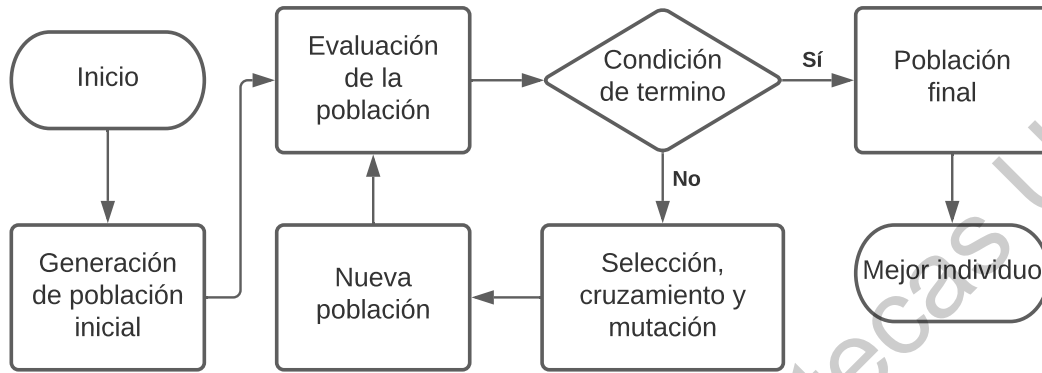 Inicio
Generación
de población
inicial
Evaluación
de la
población
Condición
de termino
Sí
No
Población
final
Mejor individuo
Selección,
cruzamiento y
mutación
Nueva
población